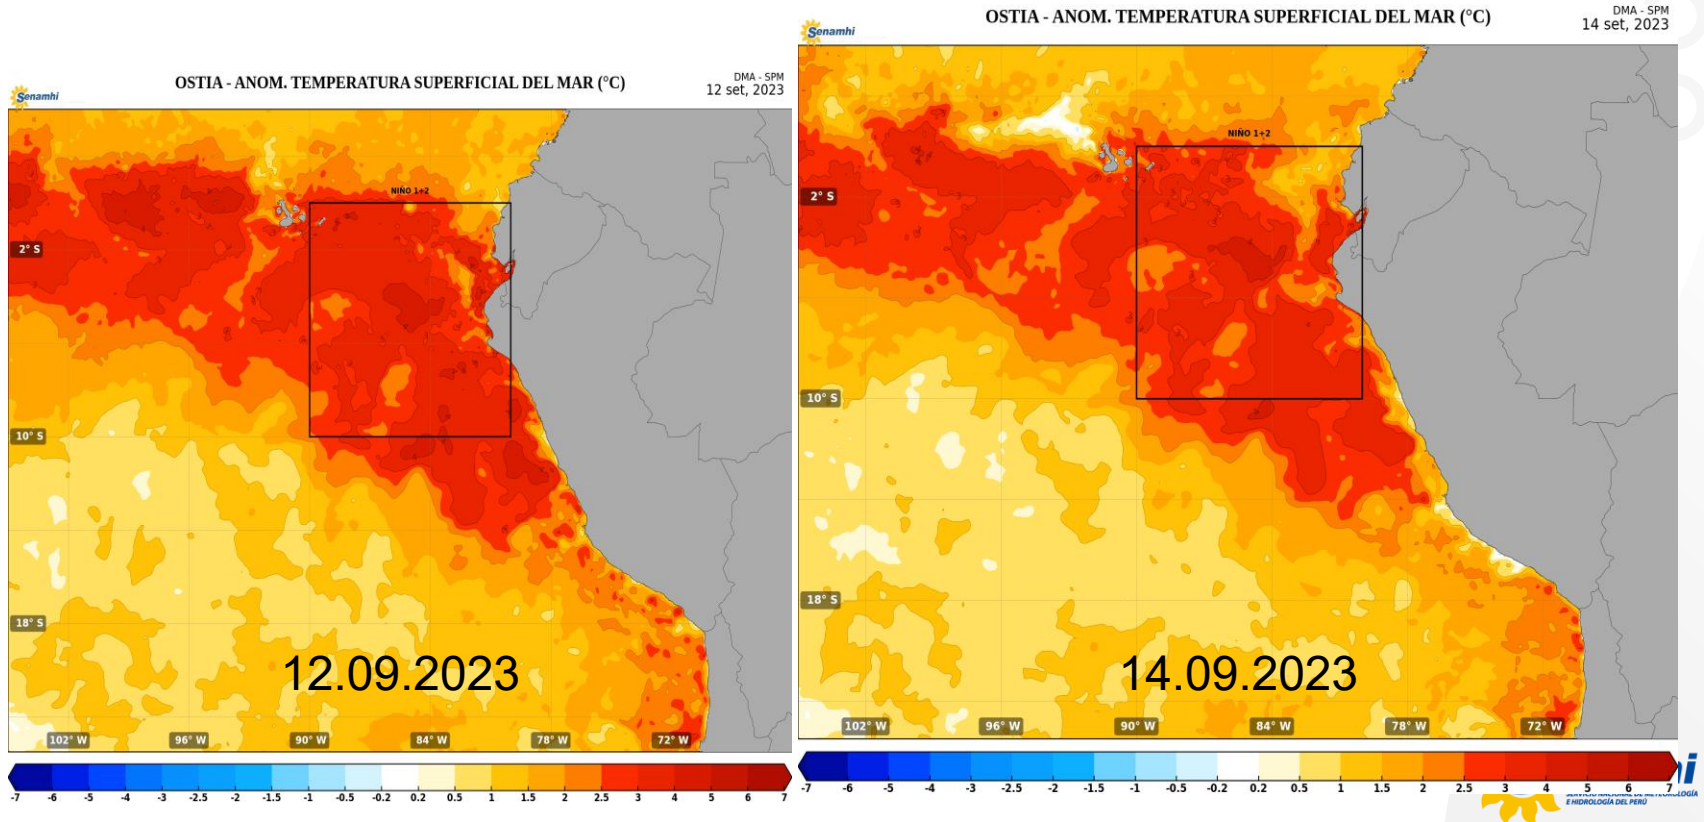 OSTIA - ANOM. TEMPERATURA SUPERFICIAL DEL MAR (°C)
DMA - SPM
12 set, 2023
Senamhi
NIÑO 1+2
2° S
10° S
18° S
12.09.2023
102° W 96° W 90° W 84° W 78° W 72° W
-7 -6 -5 -4 -3 -2.5 -2 -1.5 -1 -0.5 -0.2 0.2 0.5 1 1.5 2 2.5 3 4 5 6 7
OSTIA - ANOM. TEMPERATURA SUPERFICIAL DEL MAR (°C)
DMA - SPM
14 set, 2023
Senamhi
NIÑO 1+2
2° S
10° S
18° S
14.09.2023
102° W 96° W 90° W 84° W 78° W 72° W
-7 -6 -5 -4 -3 -2.5 -2 -1.5 -1 -0.5 -0.2 0.2 0.5 1 1.5 2 2.5 3 4 5 6 7
i
SERVICIO NACIONAL DE METEOROLOGÍA
E HIDROLOGÍA DEL PERÚ